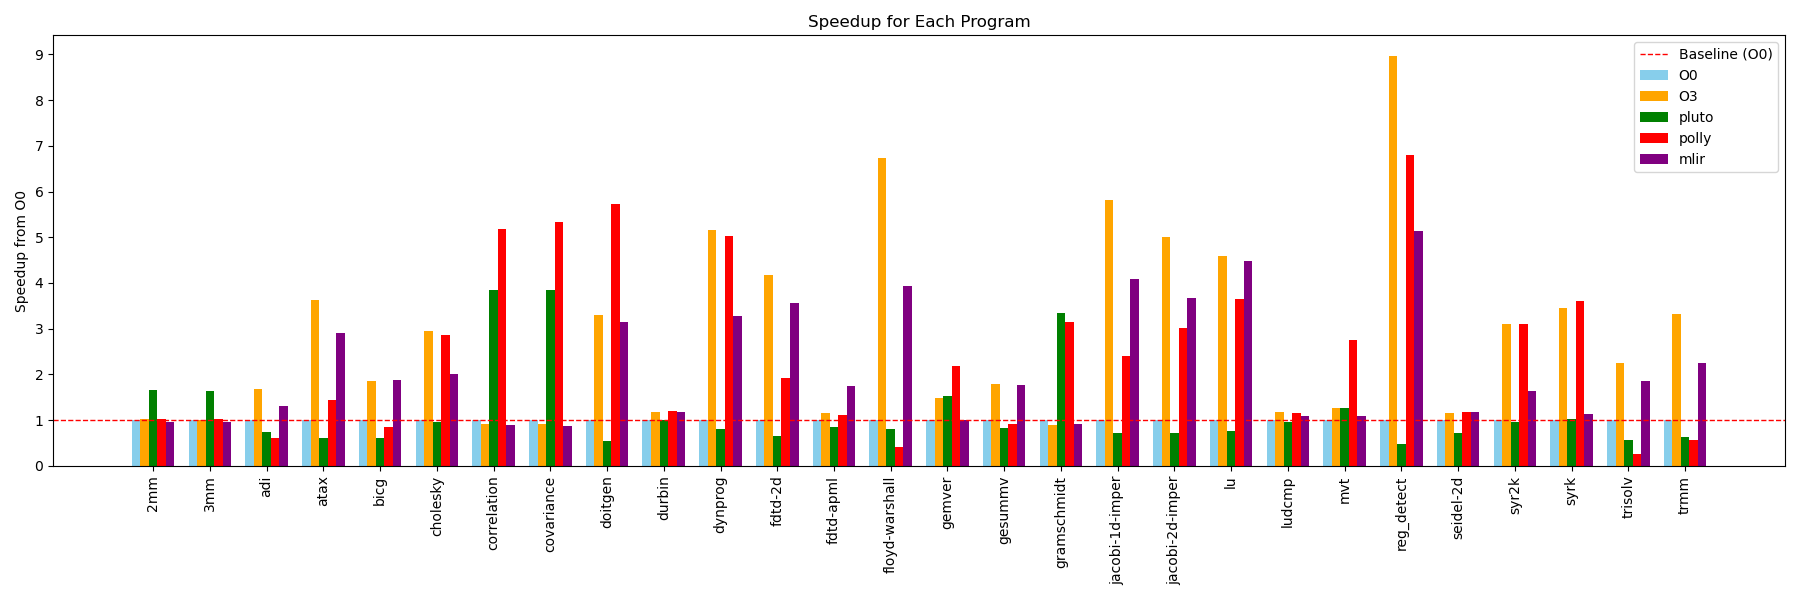 Speedup for Each Program
Speedup from O0
9
8
7
6
5
4
3
2
1
0
Baseline (O0)
O0
O3
pluto
polly
mlir
2mm
3mm
adi
atax
bicg
cholesky
correlation
covariance
doitgen
durbin
dynprog
fdtd-2d
fdtd-apml
floyd-warshall
gemver
gesummv
gramschmidt
jacobi-1d-imper
jacobi-2d-imper
lu
ludcmp
mvt
reg_detect
seidel-2d
syr2k
syrk
trisolv
trmm